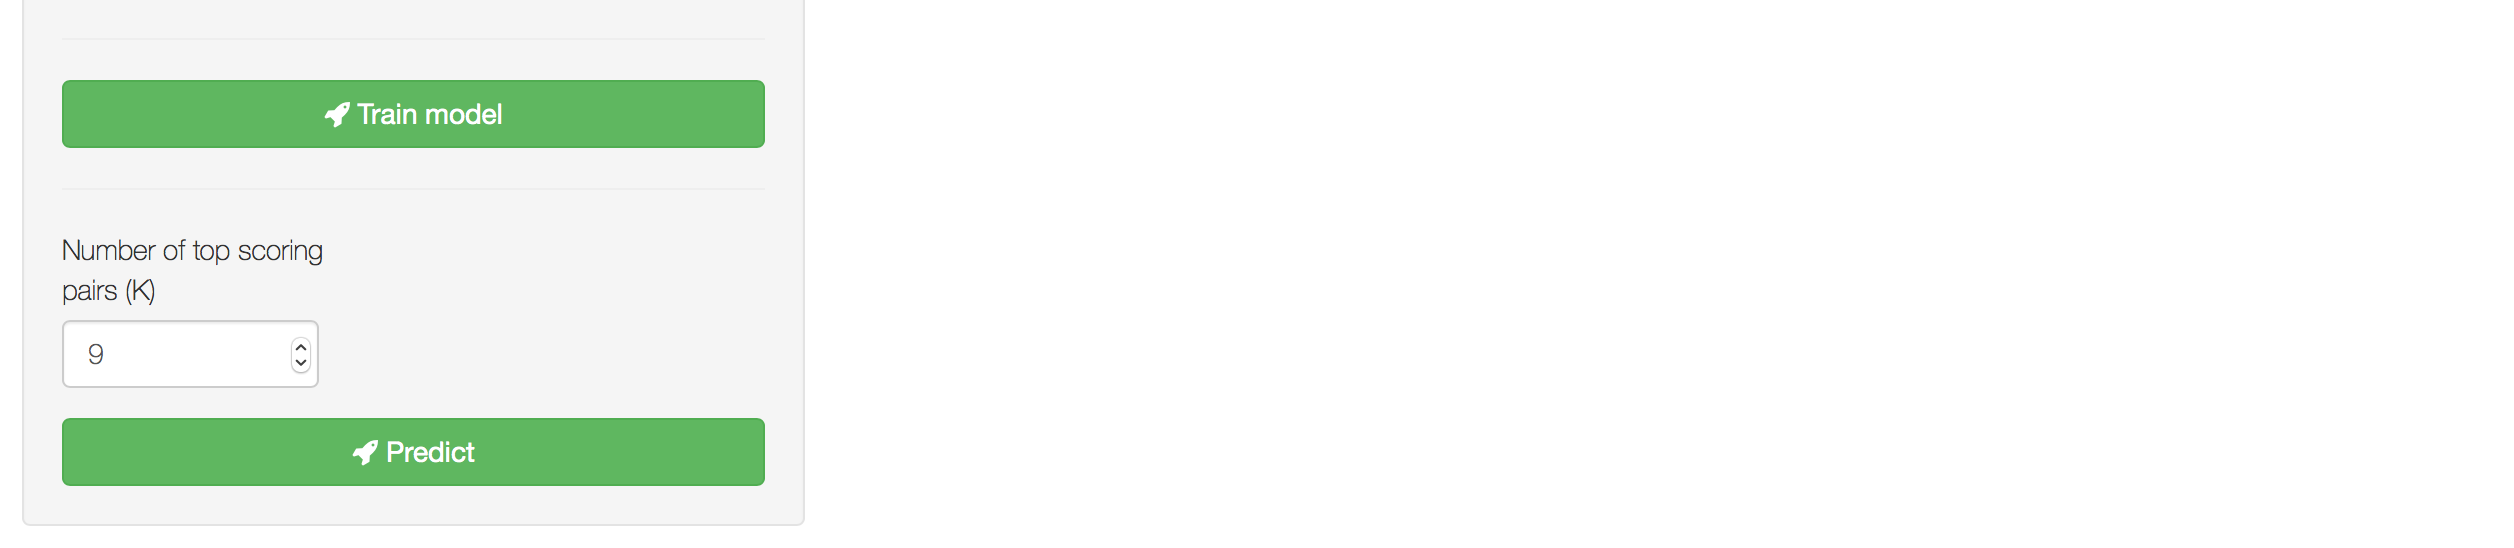 Train model
Number of top scoring
pairs (K)
9
Predict